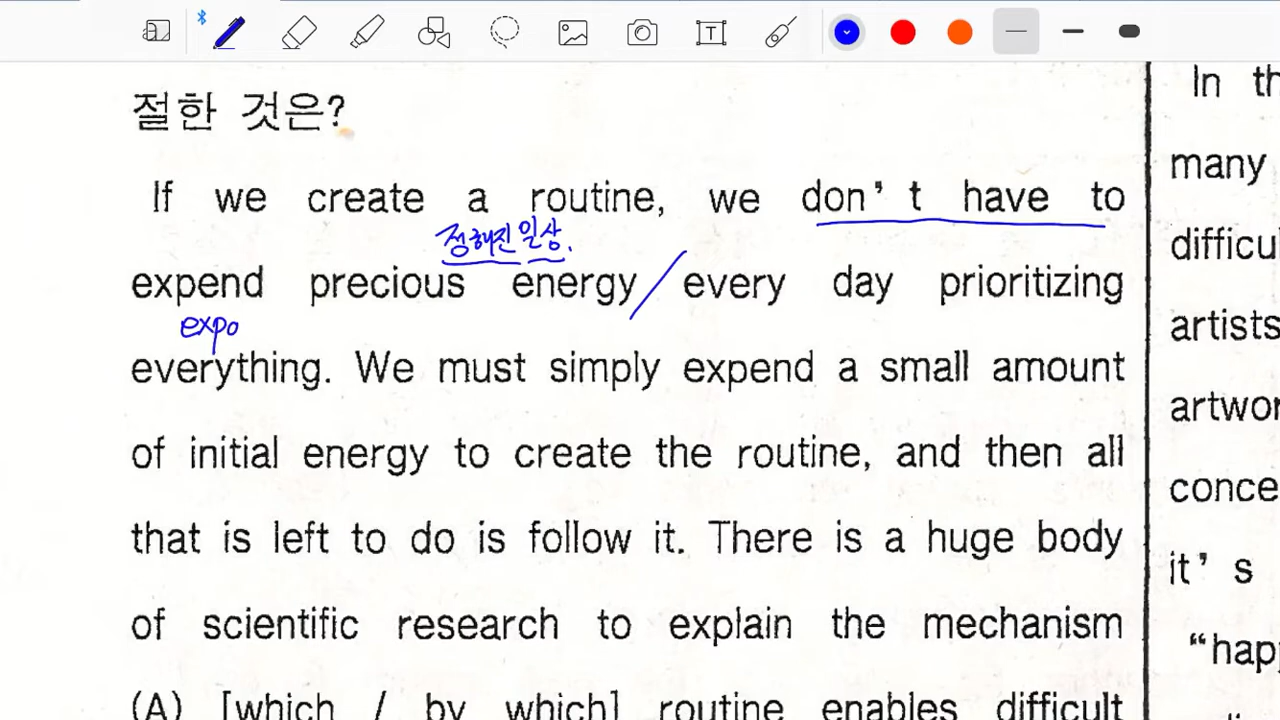 절한 것은?
If we create a routine, we don't have to
정해진 일상.
expend precious energy / every day prioritizing
expo
everything. We must simply expend a small amount
of initial energy to create the routine, and then all
that is left to do is follow it. There is a huge body
of scientific research to explain the mechanism
(A) [which / by which] routine enables difficult
In th
many
difficul
artists
artwor
conce
it's
"happ